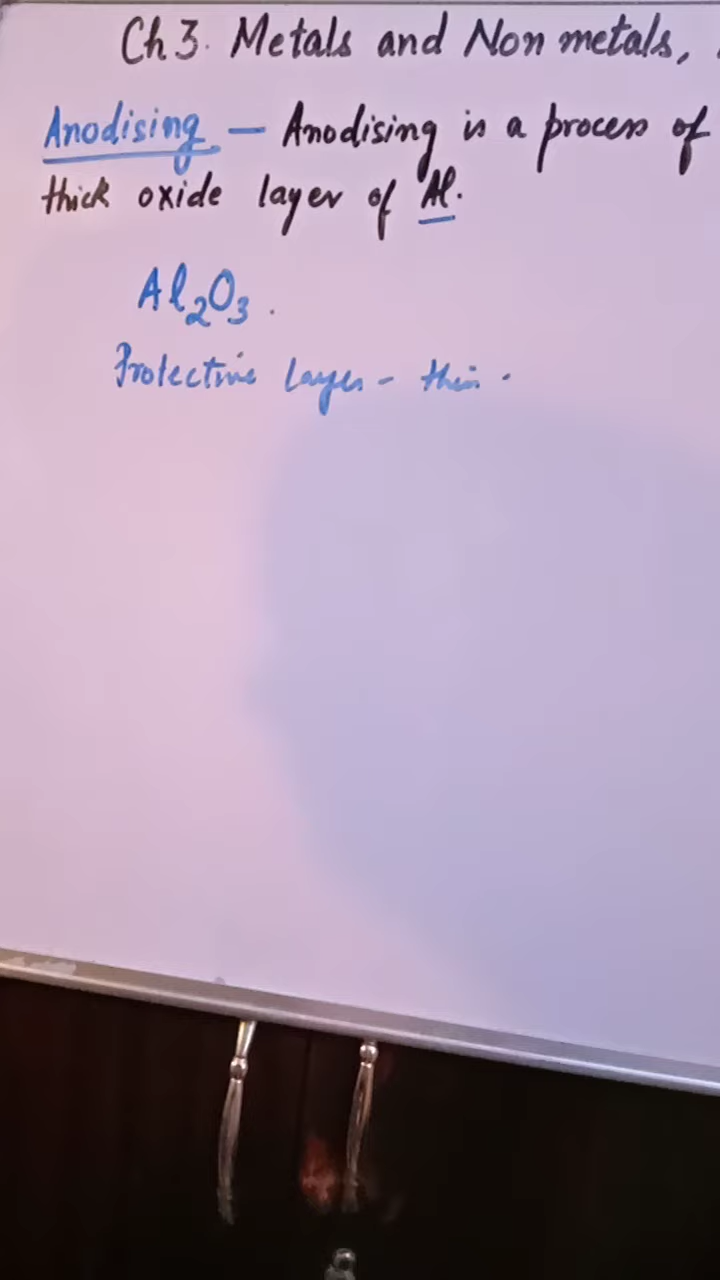 Ch 3. Metals and Non metals,
Anodising – Anodising is a process of
thick oxide layer of Al.
Al₂O₃.
Protective layer – thin.